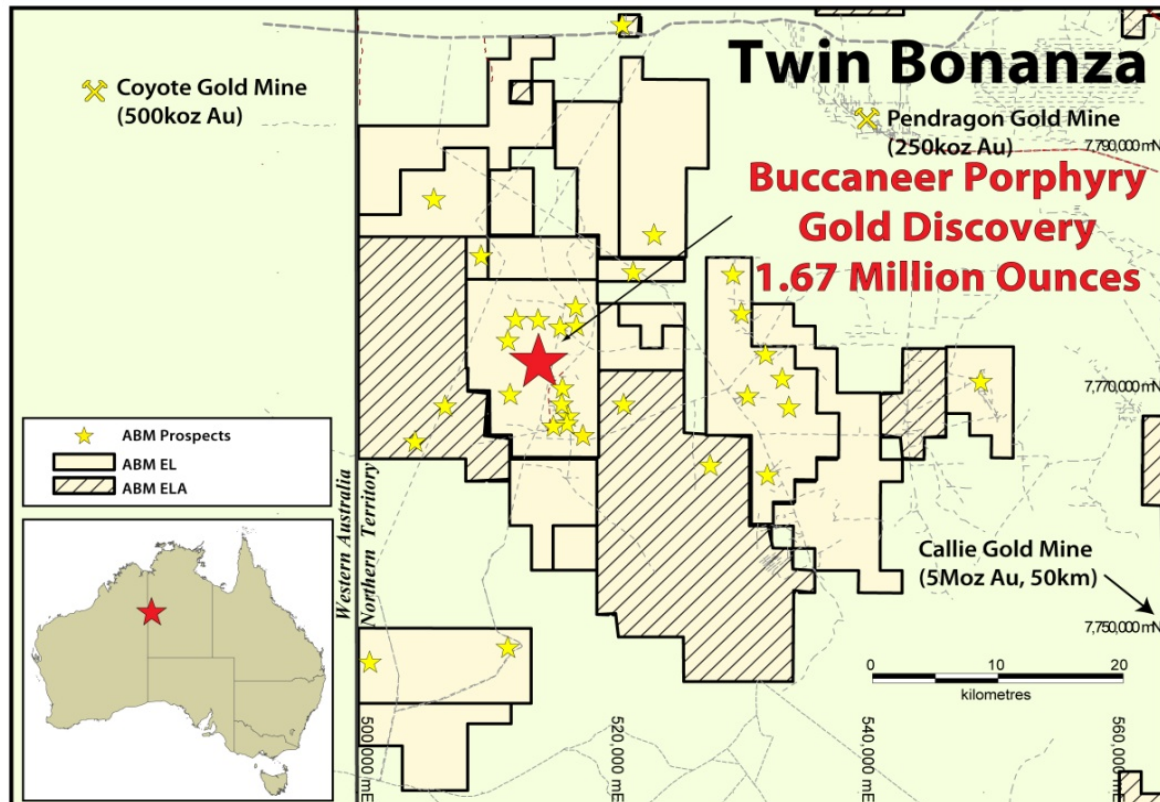 Twin Bonanza
Coyote Gold Mine
(500koz Au)
Pendragon Gold Mine
(250koz Au)
7,790,000 mN
Buccaneer Porphyry
Gold Discovery
1.67 Million Ounces
7,770,000 mN
ABM Prospects
ABM EL
ABM ELA
Western Australia
Northern Territory
Callie Gold Mine
(5Moz Au, 50km)
7,750,000 mN
0 10 20
kilometres
500,000 mE
520,000 mE
540,000 mE
560,000 mE